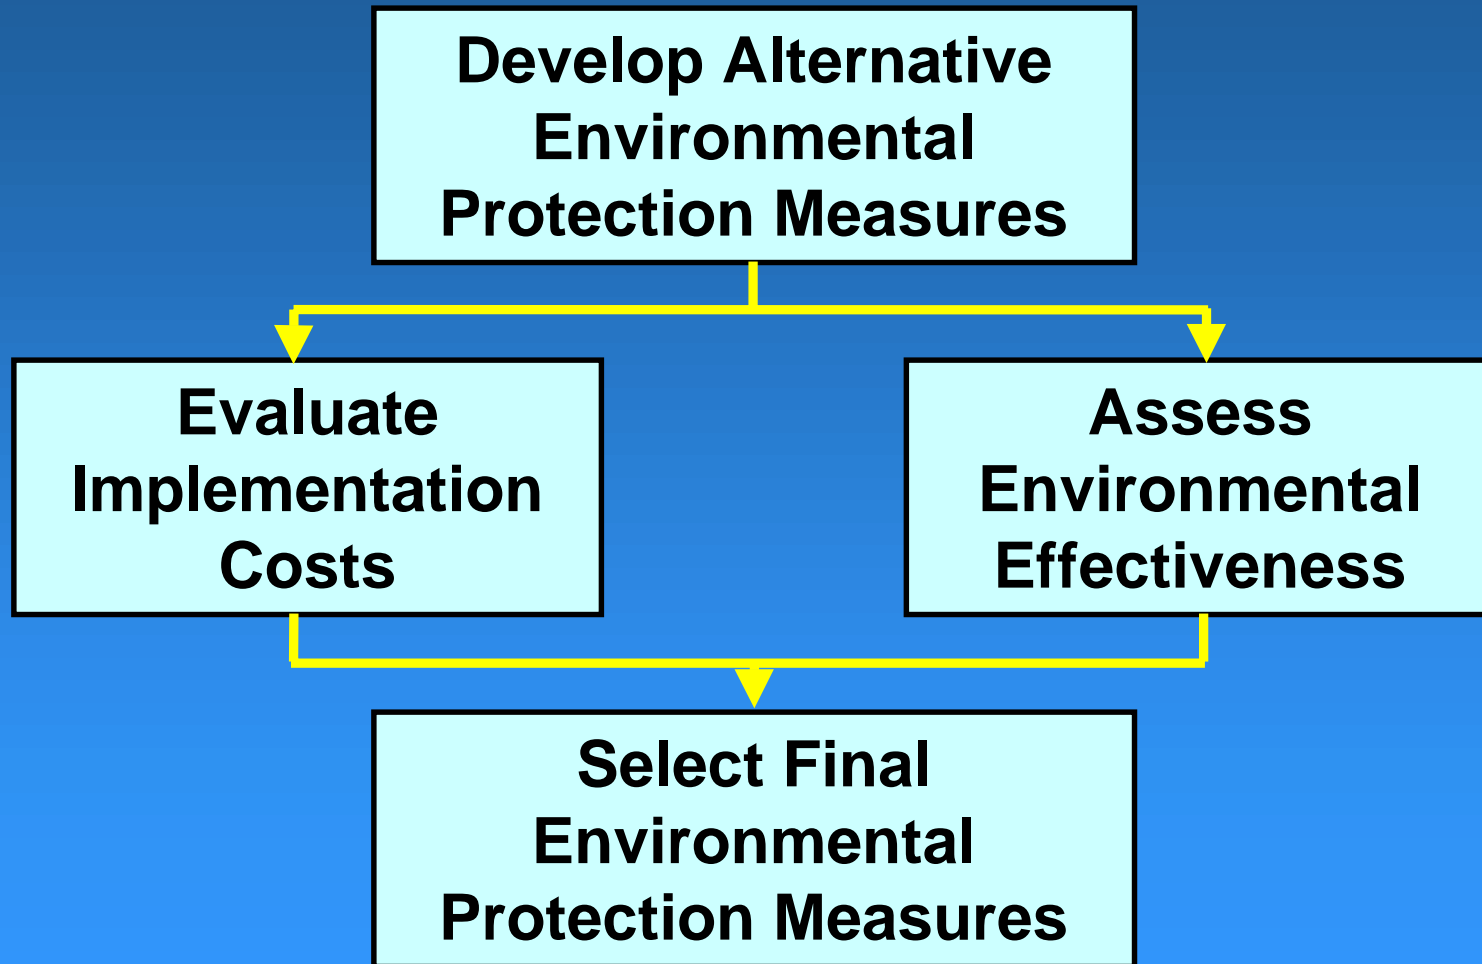 Develop Alternative
Environmental
Protection Measures
Evaluate
Implementation
Costs
Assess
Environmental
Effectiveness
Select Final
Environmental
Protection Measures